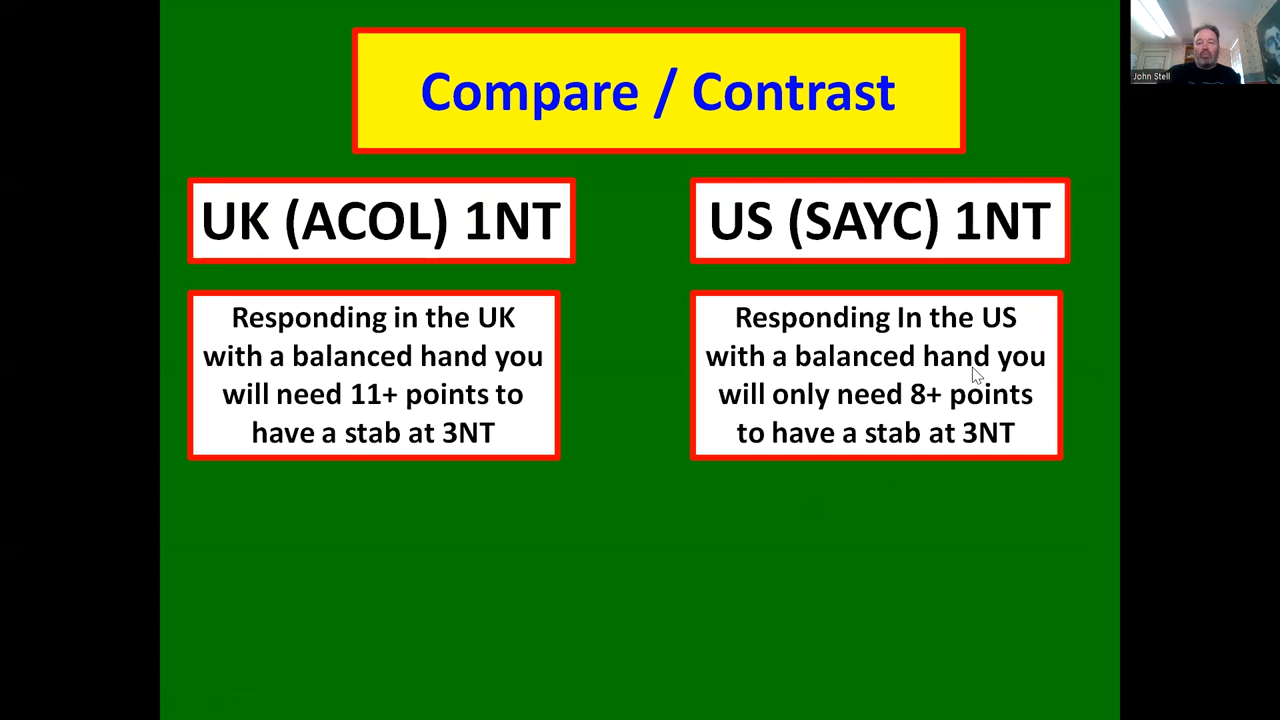 Compare / Contrast
UK (ACOL) 1NT
US (SAYC) 1NT
Responding in the UK
with a balanced hand you
will need 11+ points to
have a stab at 3NT
Responding In the US
with a balanced hand you
will only need 8+ points
to have a stab at 3NT
John Stell